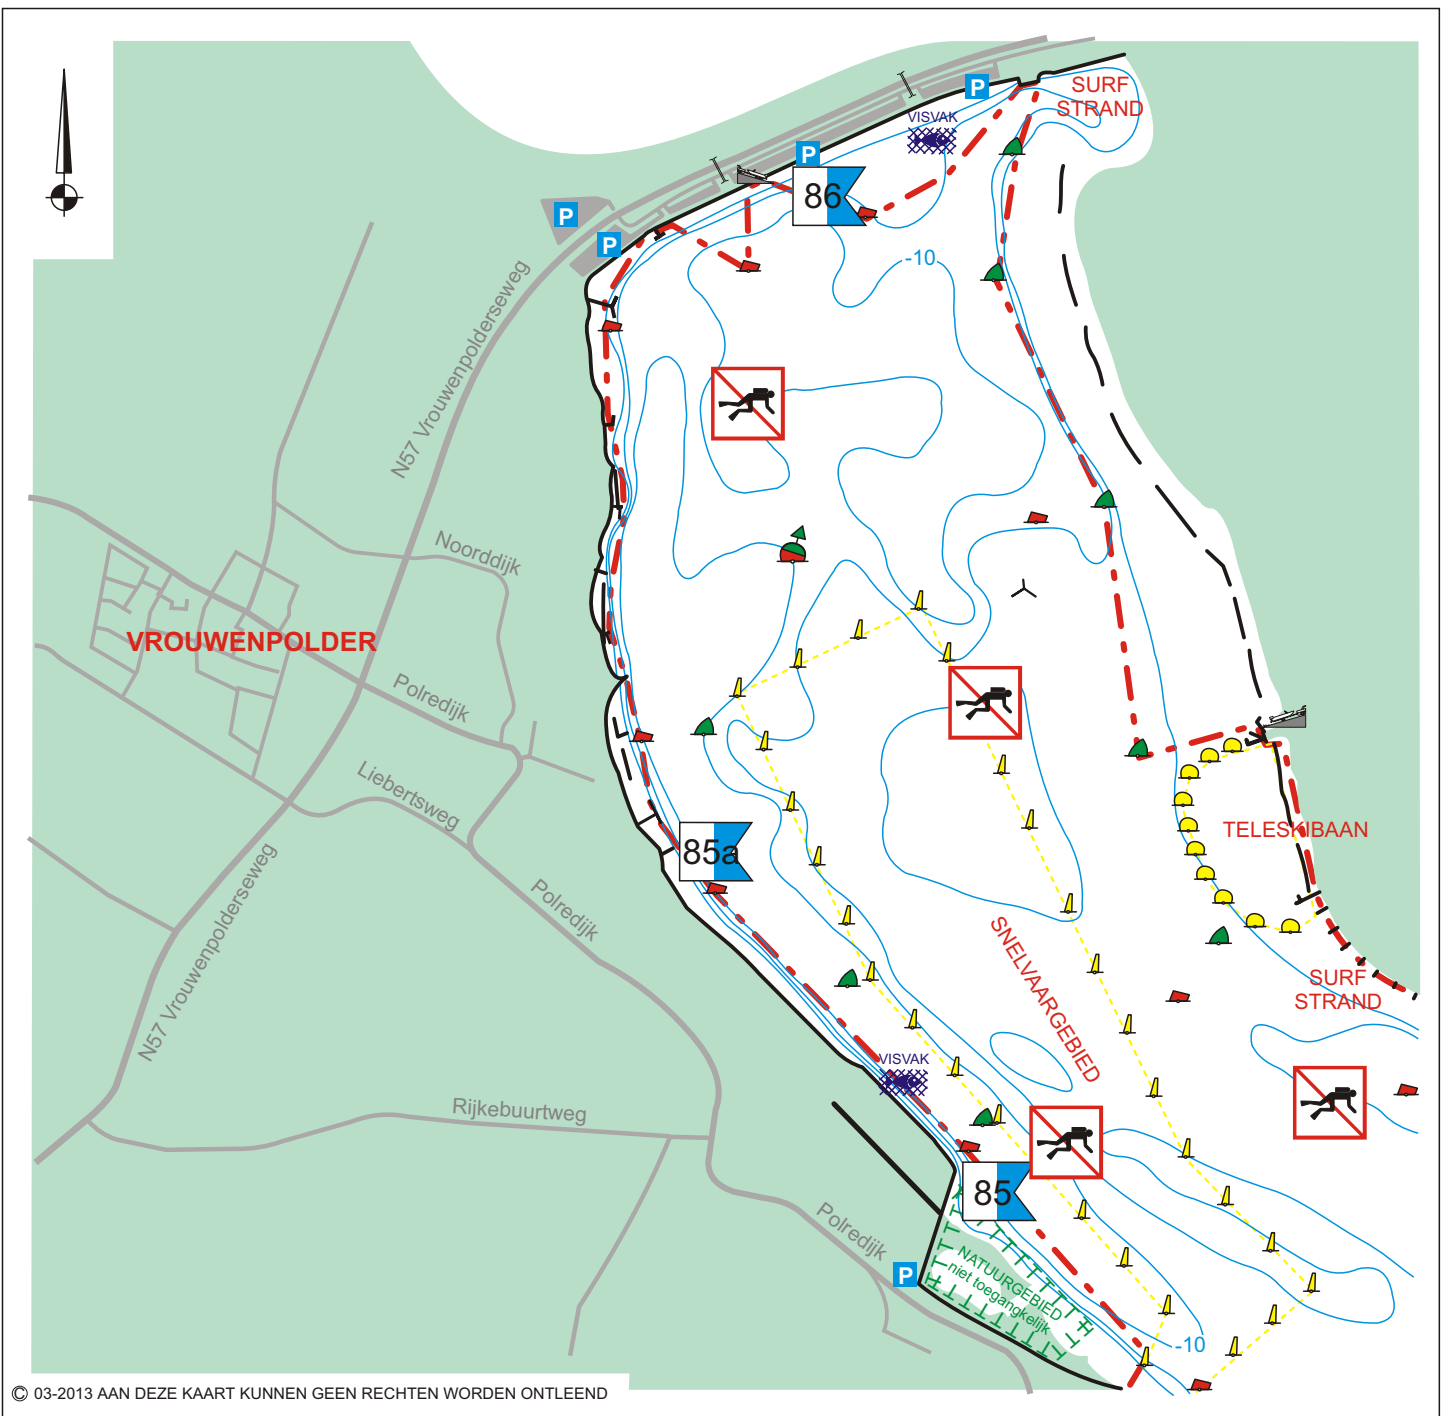 SURF
STRAND
P
VISVAK
P
86
P
P
-10
N57 Vrouwenpolderseweg
Noorddijk
VROUWENPOLDER
Polredijk
Liebertsweg
TELESKIBAAN
85a
N57 Vrouwenpolderseweg
Polredijk
SNELVAARGEBIED
SURF
STRAND
VISVAK
Rijkebuurtweg
85
Polredijk
NATUURGEBIED
niet toegangkelijk
P
-10
© 03-2013 AAN DEZE KAART KUNNEN GEEN RECHTEN WORDEN ONTLEEND